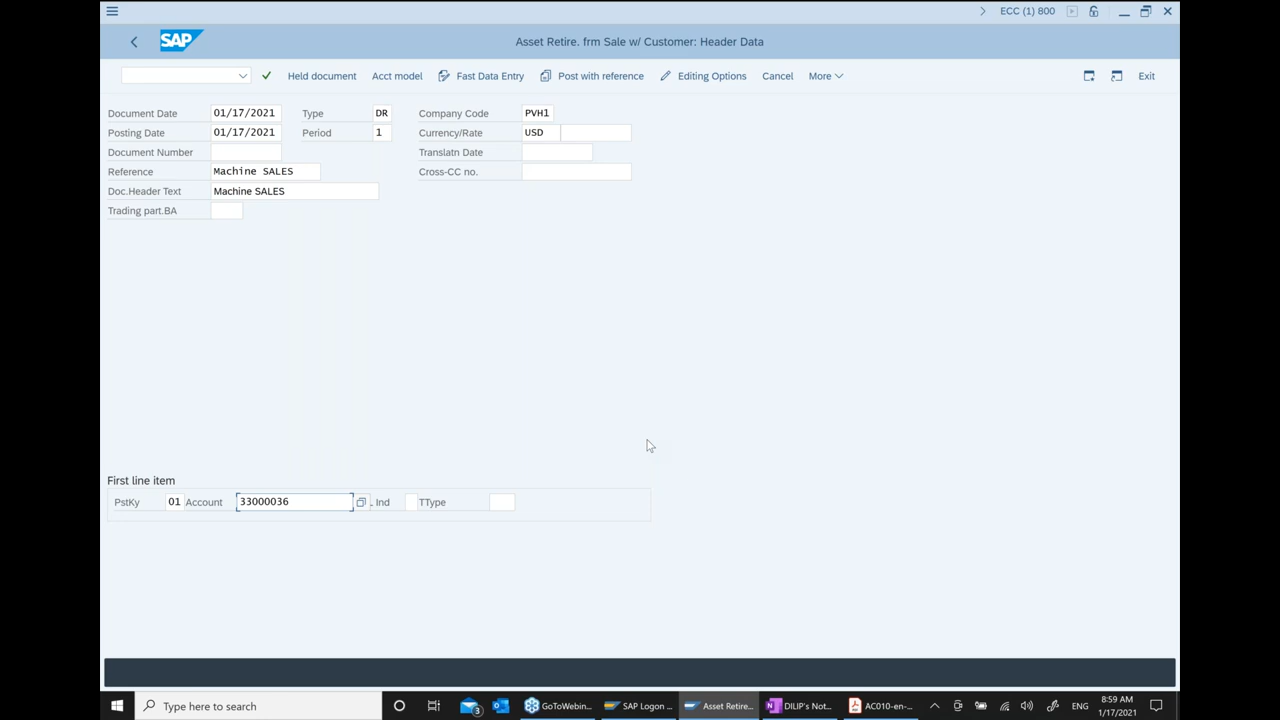 ECC (1) 800
SAP Asset Retire. frm Sale w/ Customer: Header Data
Held document Acct model Fast Data Entry Post with reference Editing Options Cancel More Exit
Document Date 01/17/2021 Type DR Company Code PVH1
Posting Date 01/17/2021 Period 1 Currency/Rate USD
Document Number Translatn Date
Reference Machine SALES Cross-CC no.
Doc.Header Text Machine SALES
Trading part.BA
First line item
PstKy 01 Account 33000036 . Ind TType
Type here to search 3 GoToWebin... SAP Logon ... Asset Retire... DILIP's Not... AC010-en-... ENG 8:59 AM
1/17/2021